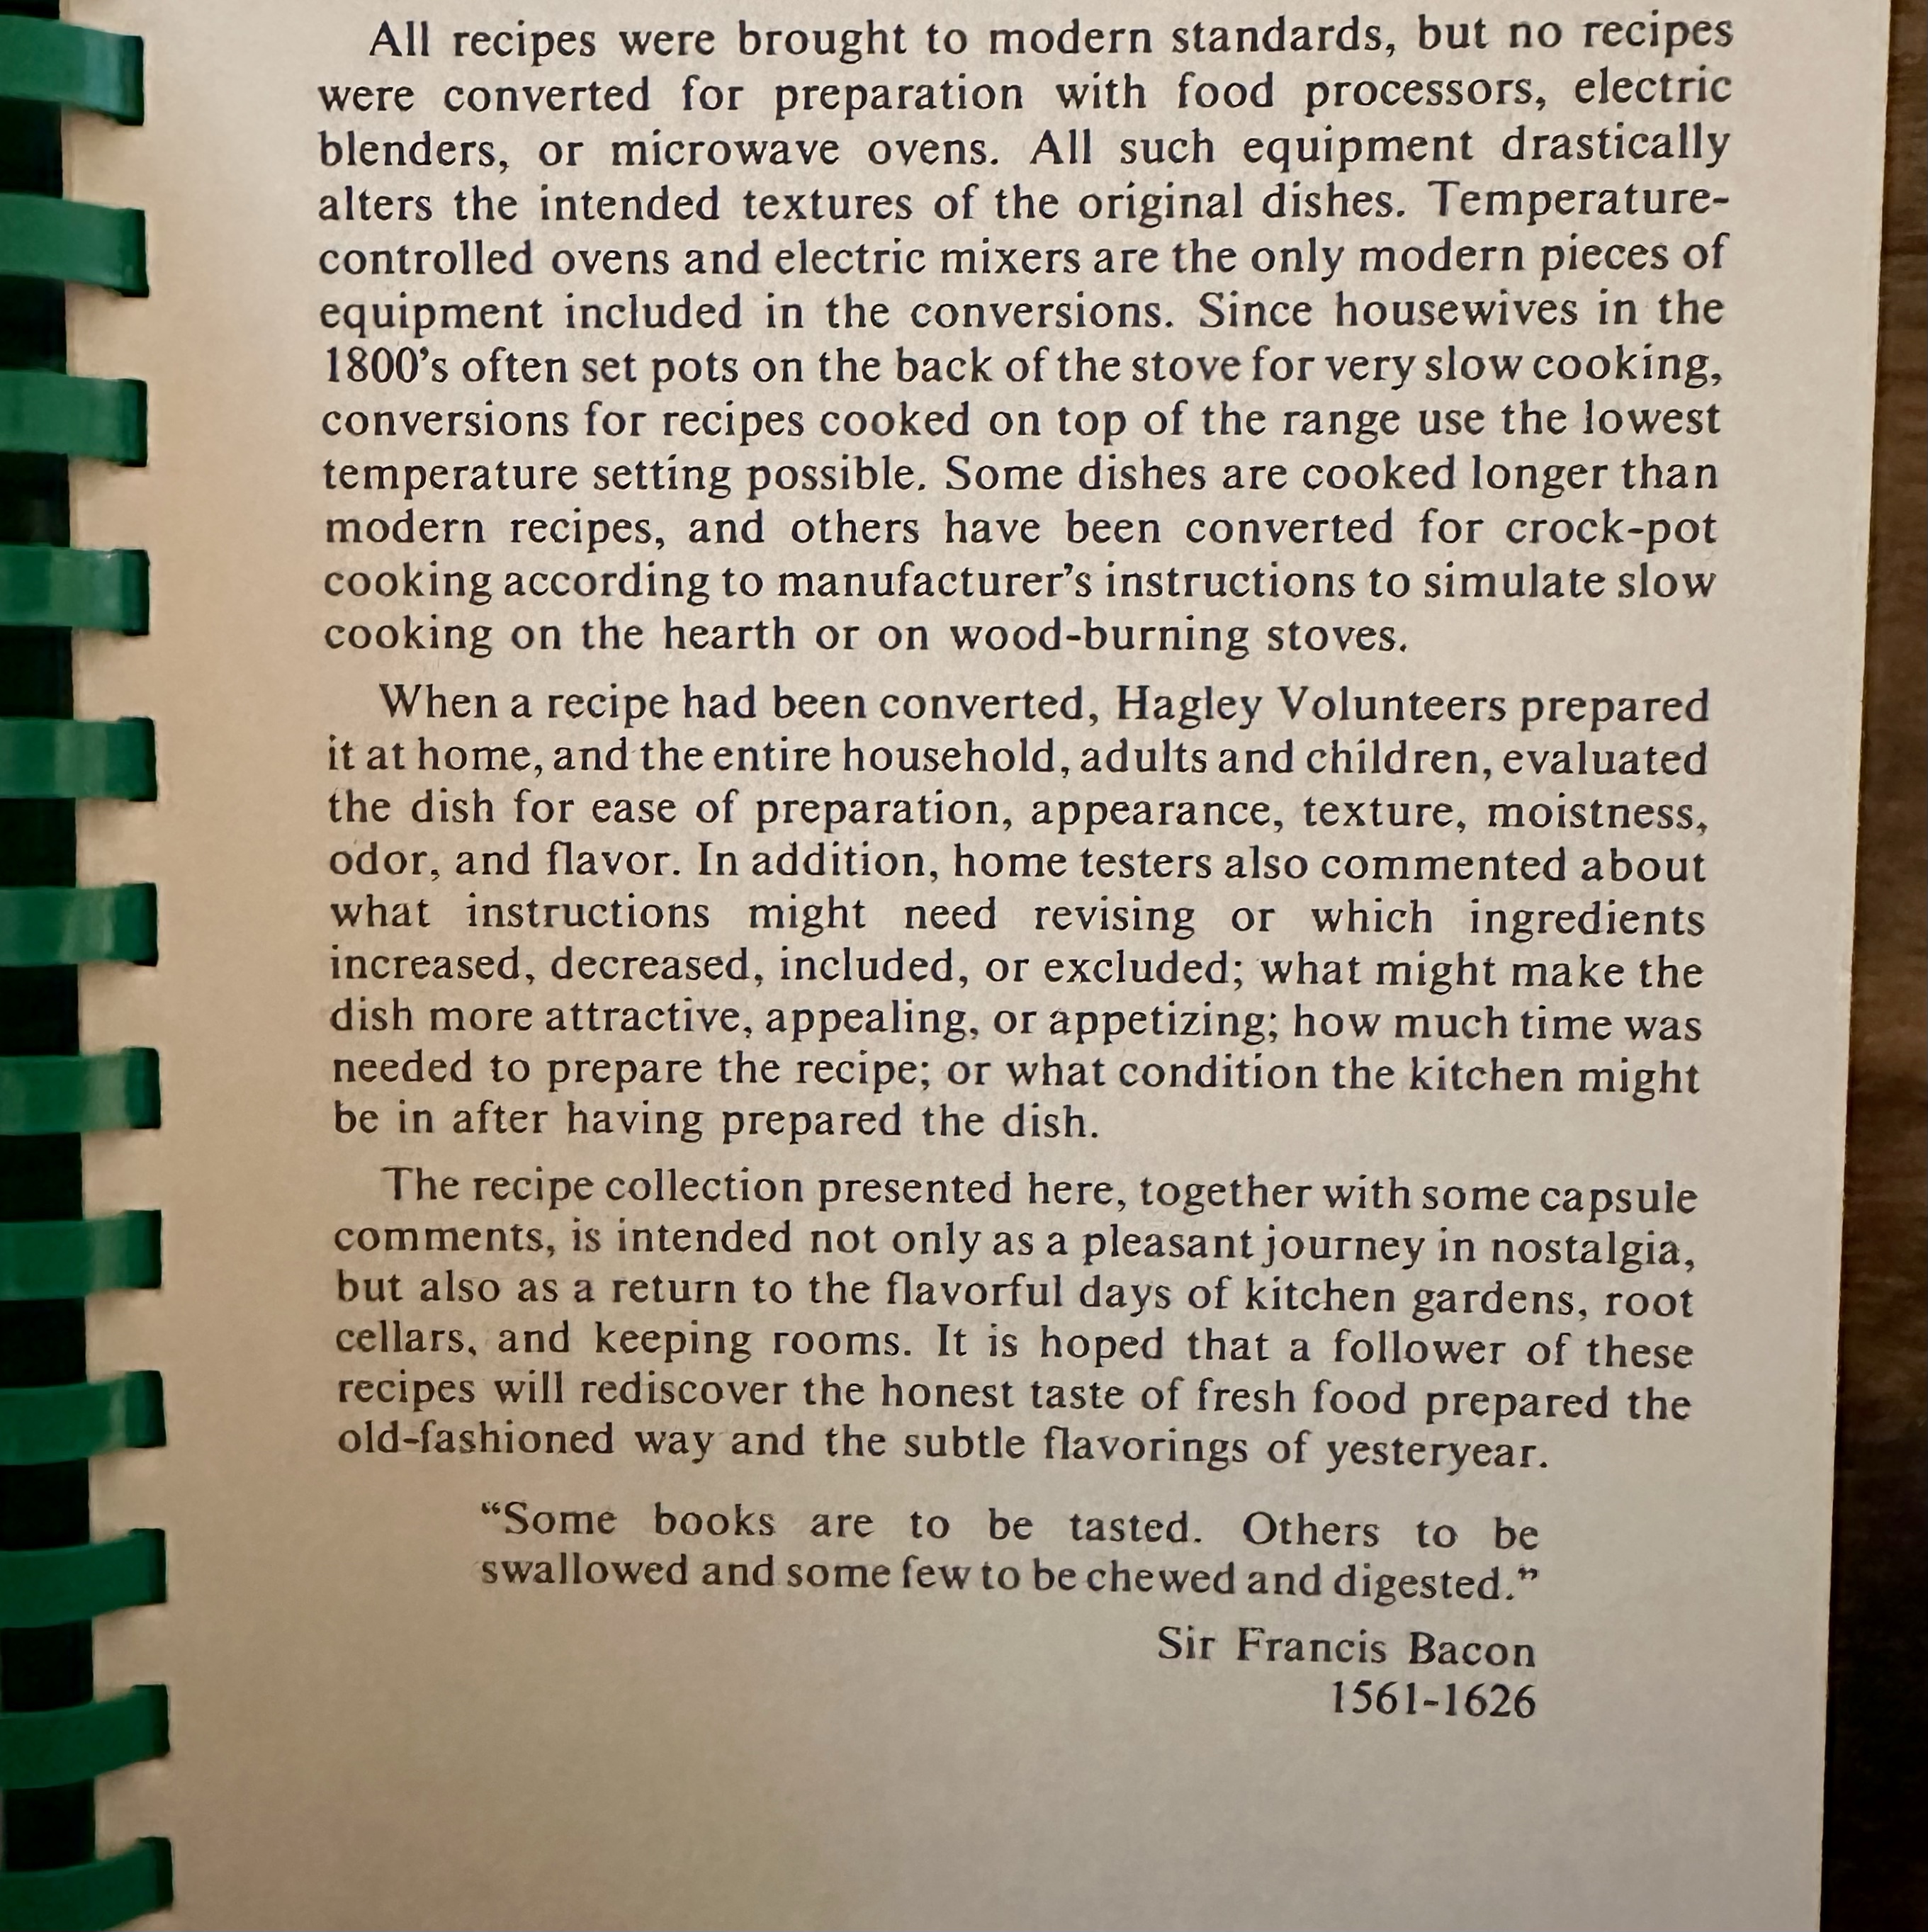 All recipes were brought to modern standards, but no recipes
were converted for preparation with food processors, electric
blenders, or microwave ovens. All such equipment drastically
alters the intended textures of the original dishes. Temperature-
controlled ovens and electric mixers are the only modern pieces of
equipment included in the conversions. Since housewives in the
1800's often set pots on the back of the stove for very slow cooking,
conversions for recipes cooked on top of the range use the lowest
temperature setting possible. Some dishes are cooked longer than
modern recipes, and others have been converted for crock-pot
cooking according to manufacturer's instructions to simulate slow
cooking on the hearth or on wood-burning stoves.
When a recipe had been converted, Hagley Volunteers prepared
it at home, and the entire household, adults and children, evaluated
the dish for ease of preparation, appearance, texture, moistness,
odor, and flavor. In addition, home testers also commented about
what instructions might need revising or which ingredients
increased, decreased, included, or excluded; what might make the
dish more attractive, appealing, or appetizing; how much time was
needed to prepare the recipe; or what condition the kitchen might
be in after having prepared the dish.
The recipe collection presented here, together with some capsule
comments, is intended not only as a pleasant journey in nostalgia,
but also as a return to the flavorful days of kitchen gardens, root
cellars, and keeping rooms. It is hoped that a follower of these
recipes will rediscover the honest taste of fresh food prepared the
old-fashioned way and the subtle flavorings of yesteryear.
"Some books are to be tasted. Others to be
swallowed and some few to be chewed and digested."
Sir Francis Bacon
1561-1626